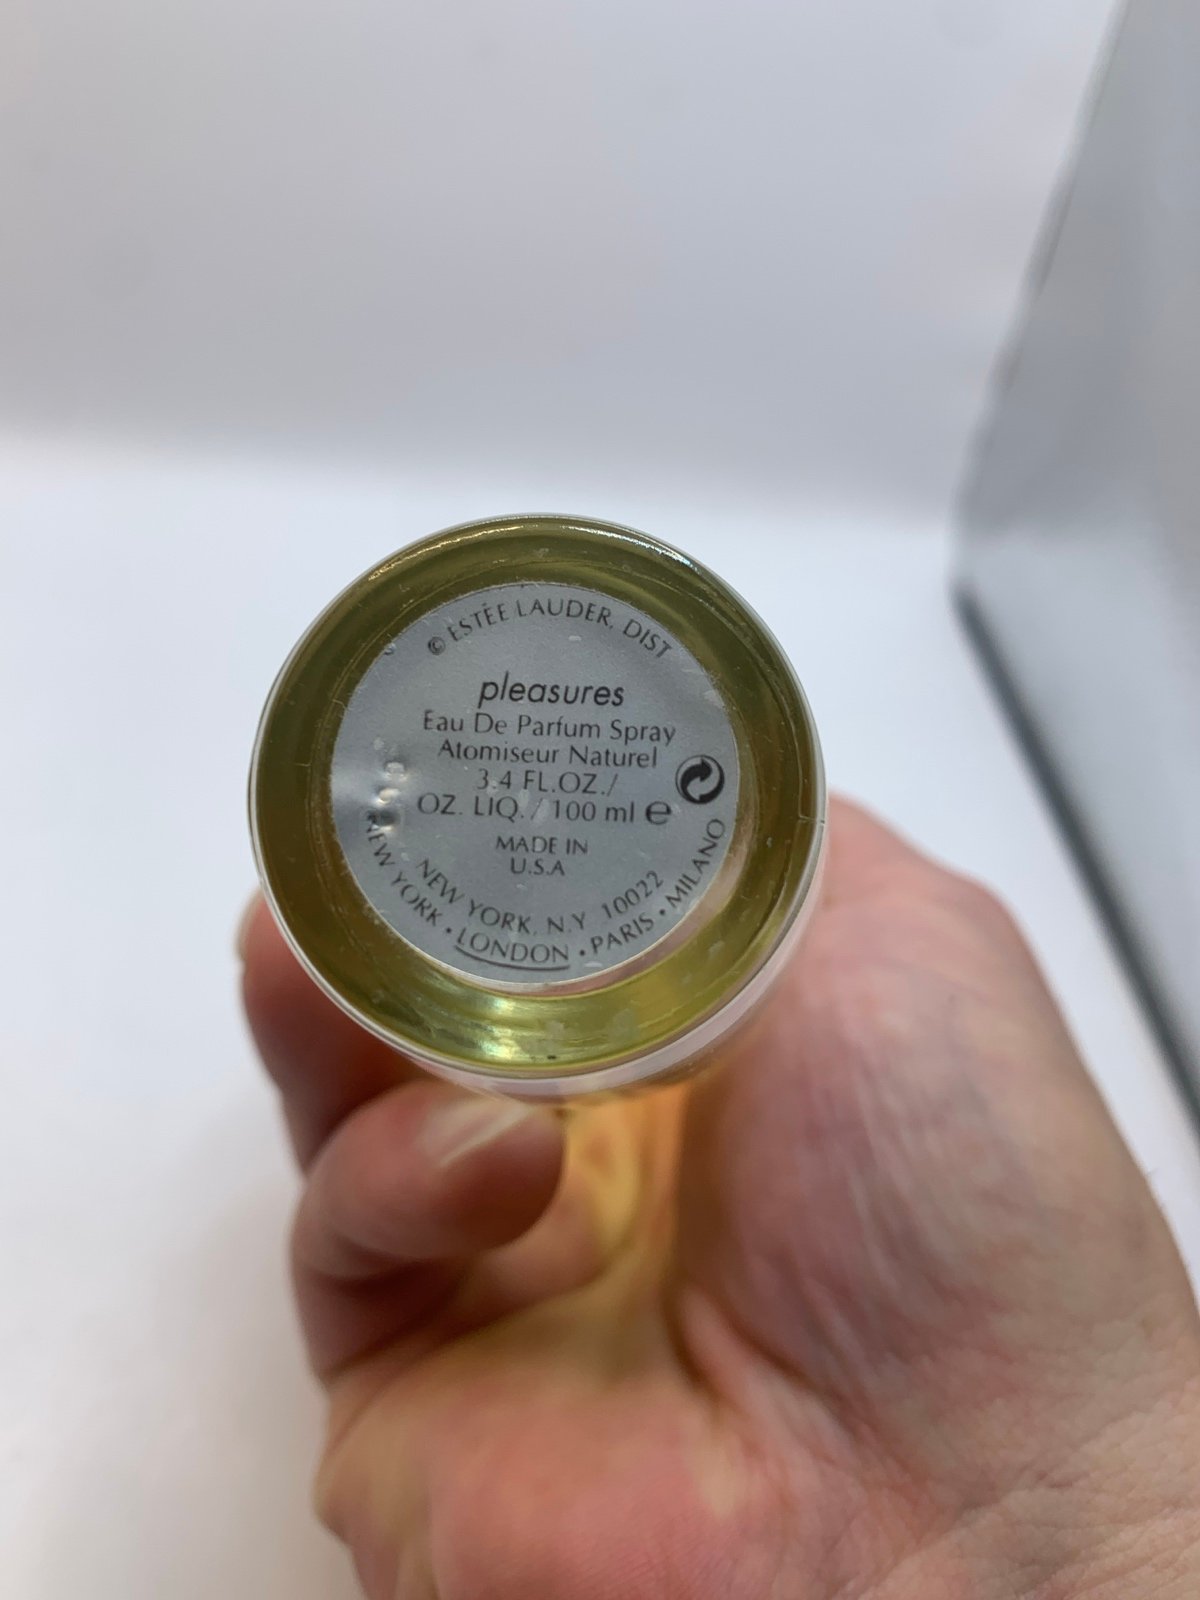 © ESTĒE LAUDER, DIST
pleasures
Eau De Parfum Spray
Atomiseur Naturel
3.4 FL.OZ./
OZ. LIQ. / 100 ml ℮
MADE IN
U.S.A
NEW YORK, N.Y 10022
NEW YORK • LONDON • PARIS • MILANO